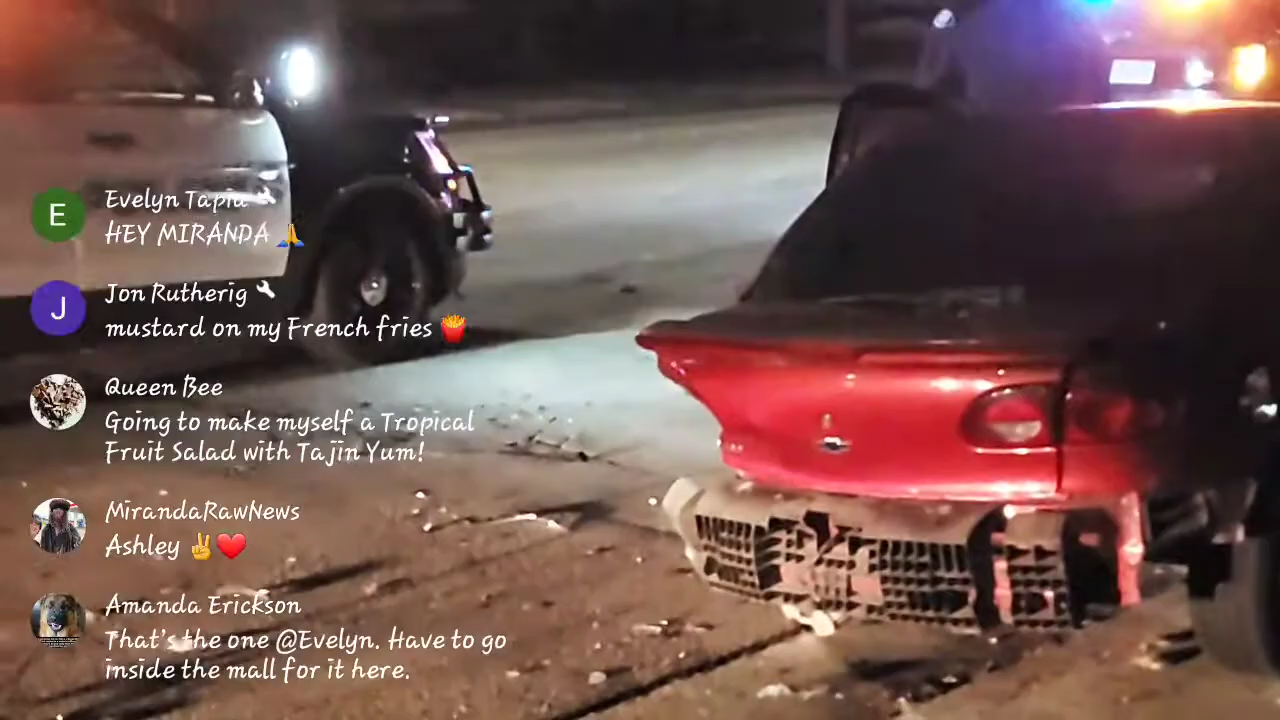 E
Evelyn Tapia
HEY MIRANDA 🙏
J
Jon Rutherig
mustard on my French fries 🍟
Queen Bee
Going to make myself a Tropical
Fruit Salad with Tajin Yum!
MirandaRawNews
Ashley ✌️❤️
Amanda Erickson
That's the one @Evelyn. Have to go
inside the mall for it here.